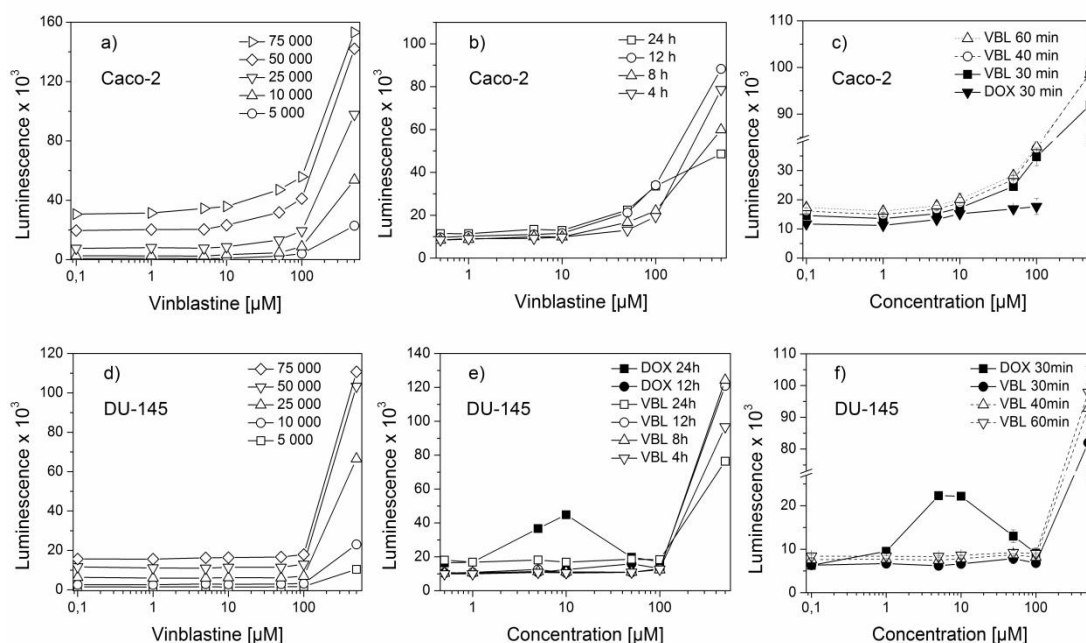 a)
Caco-2
75 000
50 000
25 000
10 000
5 000
Luminescence x 10³
160
120
80
40
0
0,1
1
10
100
Vinblastine [µM]
b)
Caco-2
24 h
12 h
8 h
4 h
Luminescence x 10³
100
80
60
40
20
0
1
10
100
Vinblastine [µM]
c)
Caco-2
VBL 60 min
VBL 40 min
VBL 30 min
DOX 30 min
Luminescence x 10³
100
90
30
25
20
15
10
5
0
0,1
1
10
100
Concentration [µM]
d)
DU-145
75 000
50 000
25 000
10 000
5 000
Luminescence x 10³
120
100
80
60
40
20
0
0,1
1
10
100
Vinblastine [µM]
e)
DU-145
DOX 24h
DOX 12h
VBL 24h
VBL 12h
VBL 8h
VBL 4h
Luminescence x 10³
140
120
100
80
60
40
20
0
1
10
100
Concentration [µM]
f)
DU-145
DOX 30min
VBL 30min
VBL 40min
VBL 60min
Luminescence x 10³
110
100
90
80
20
10
0
0,1
1
10
100
Concentration [µM]